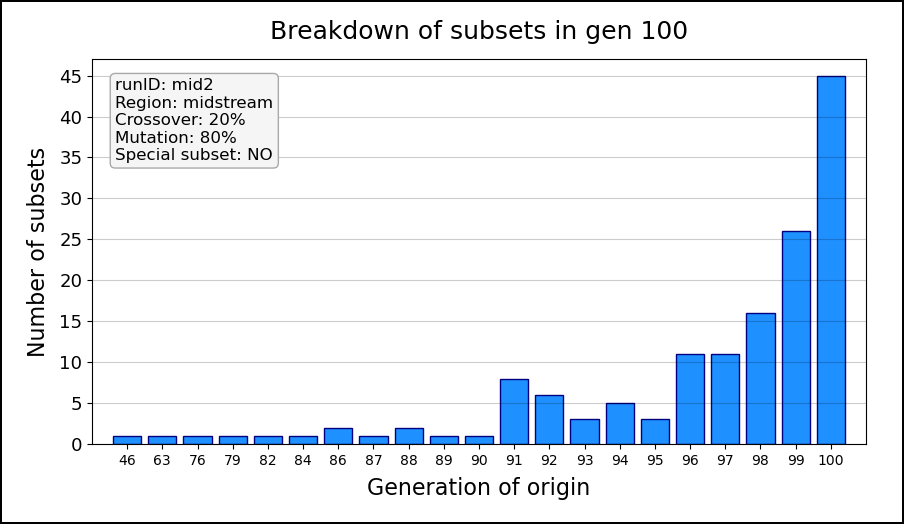 Breakdown of subsets in gen 100
runID: mid2
Region: midstream
Crossover: 20%
Mutation: 80%
Special subset: NO
Number of subsets
45
40
35
30
25
20
15
10
5
0
46 63 76 79 82 84 86 87 88 89 90 91 92 93 94 95 96 97 98 99 100
Generation of origin